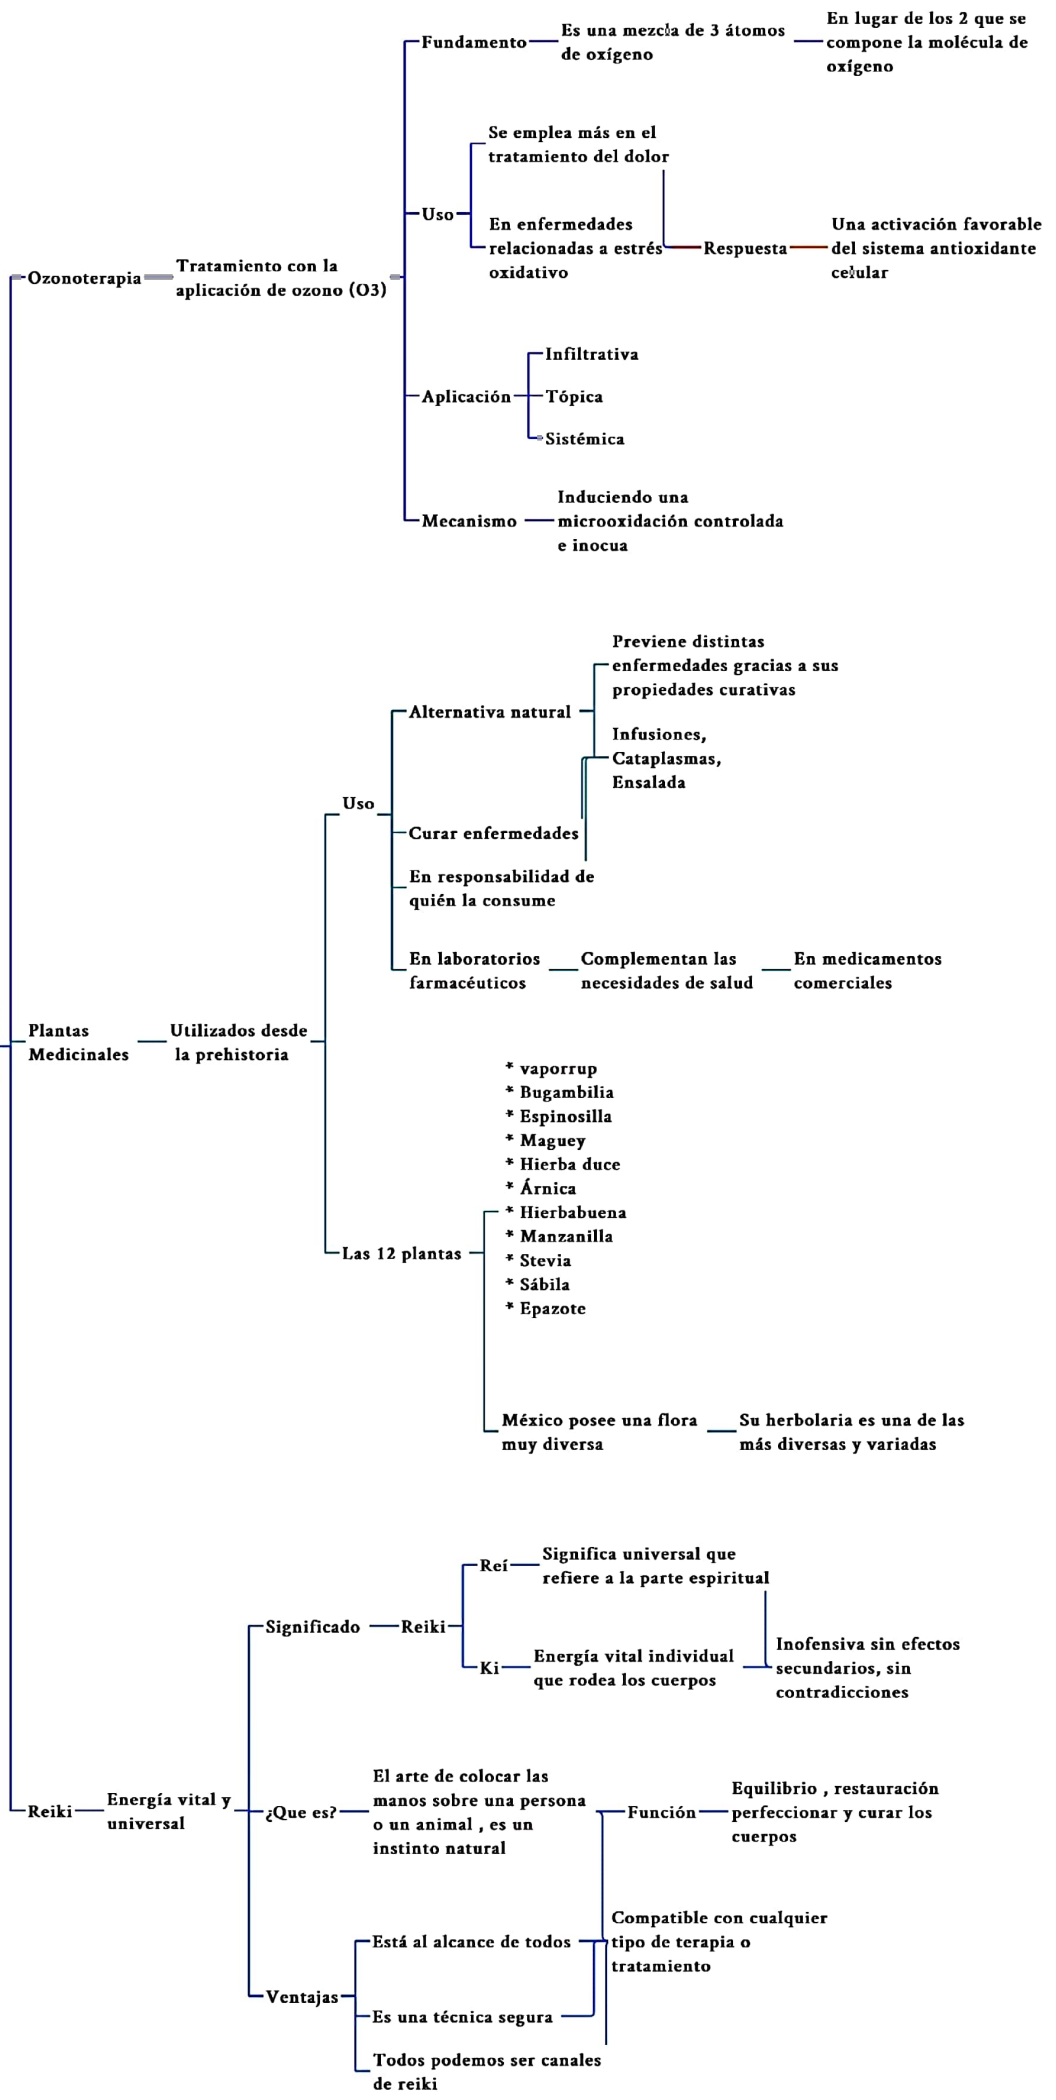 Fundamento
Es una mezcla de 3 átomos
de oxígeno
En lugar de los 2 que se
compone la molécula de
oxígeno
Se emplea más en el
tratamiento del dolor
Uso
En enfermedades
relacionadas a estrés
oxidativo
Respuesta
Una activación favorable
del sistema antioxidante
celular
Ozonoterapia
Tratamiento con la
aplicación de ozono (O3)
Infiltrativa
Aplicación
Tópica
Sistémica
Mecanismo
Induciendo una
microoxidación controlada
e inocua
Previene distintas
enfermedades gracias a sus
propiedades curativas
Alternativa natural
Infusiones,
Cataplasmas,
Ensalada
Uso
Curar enfermedades
En responsabilidad de
quién la consume
En laboratorios
farmacéuticos
Complementan las
necesidades de salud
En medicamentos
comerciales
Plantas
Medicinales
Utilizados desde
la prehistoria
* vaporrup
* Bugambilia
* Espinosilla
* Maguey
* Hierba duce
* Árnica
* Hierbabuena
* Manzanilla
* Stevia
* Sábila
* Epazote
Las 12 plantas
México posee una flora
muy diversa
Su herbolaria es una de las
más diversas y variadas
Reí
Significa universal que
refiere a la parte espiritual
Significado
Reiki
Ki
Energía vital individual
que rodea los cuerpos
Inofensiva sin efectos
secundarios, sin
contradicciones
Reiki
Energía vital y
universal
¿Que es?
El arte de colocar las
manos sobre una persona
o un animal , es un
instinto natural
Función
Equilibrio , restauración
perfeccionar y curar los
cuerpos
Está al alcance de todos
Compatible con cualquier
tipo de terapia o
tratamiento
Ventajas
Es una técnica segura
Todos podemos ser canales
de reiki